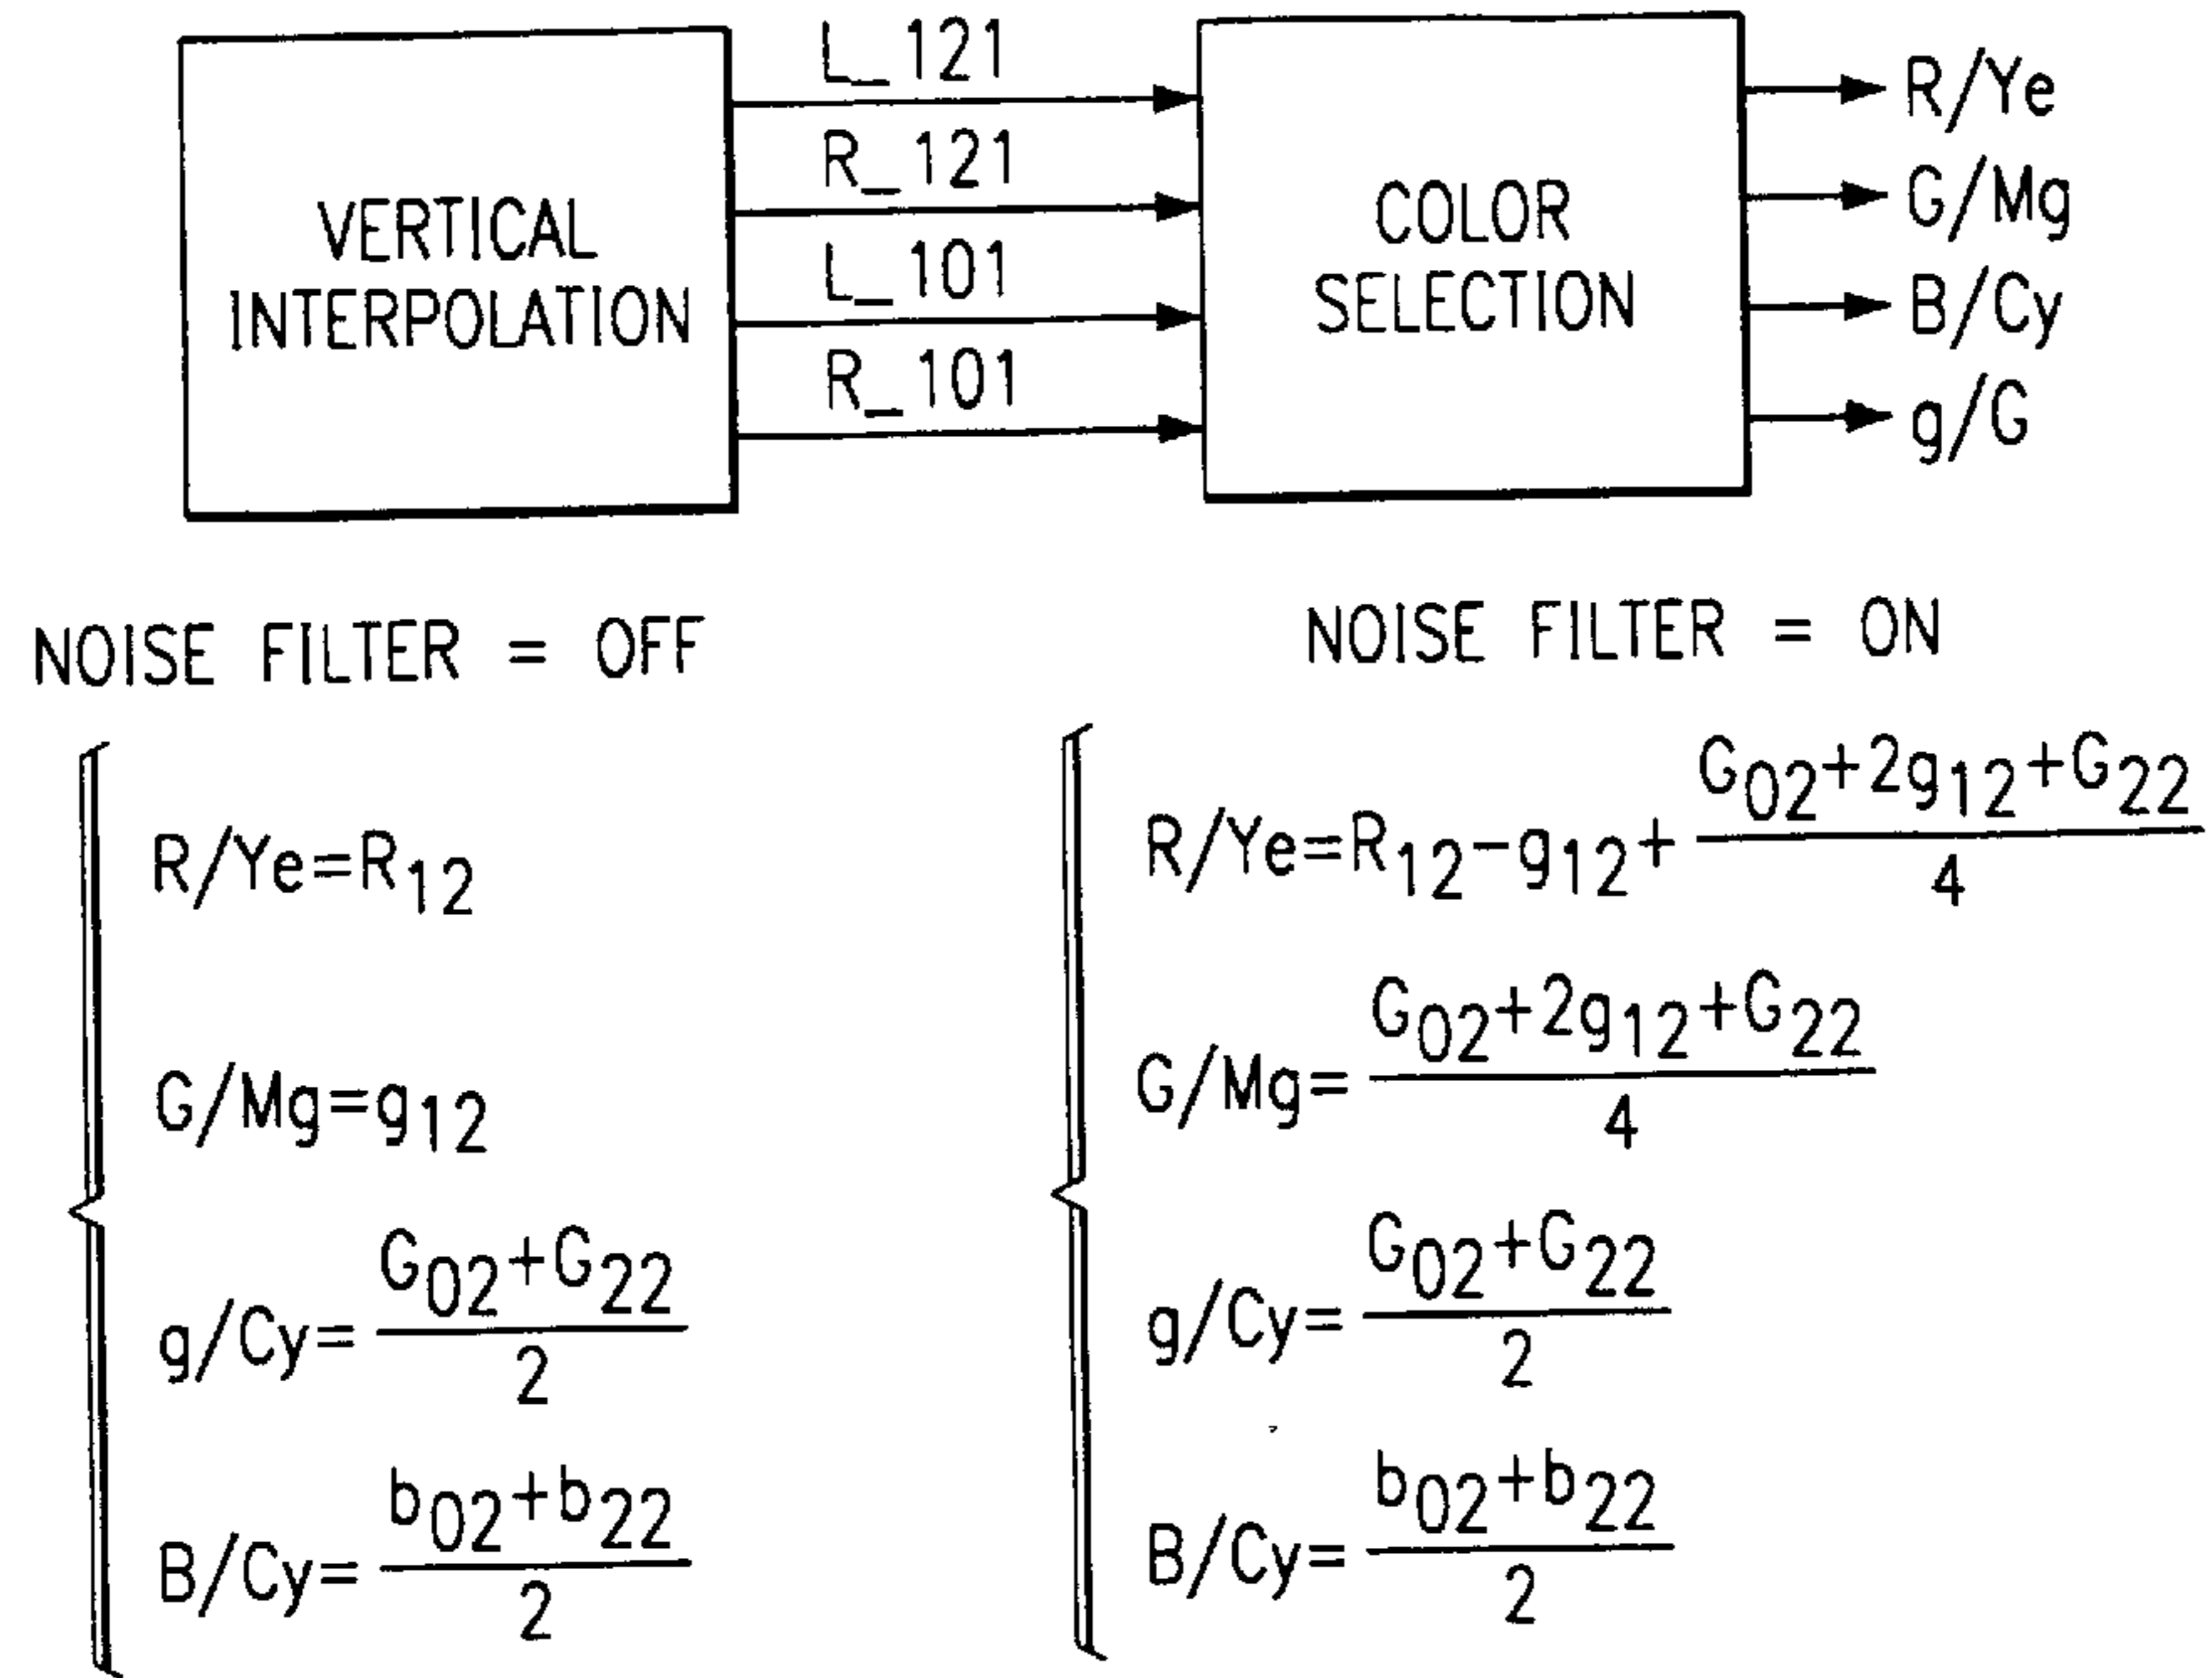 L_121
R_121
L_101
R_101
VERTICAL
INTERPOLATION
COLOR
SELECTION
R/Ye
G/Mg
B/Cy
g/G
NOISE FILTER = OFF
R/Ye=R12
G/Mg=g12
g/Cy=G02+G22/2
B/Cy=b02+b22/2
NOISE FILTER = ON
R/Ye=R12-g12+G02+2g12+G22/4
G/Mg=G02+2g12+G22/4
g/Cy=G02+G22/2
B/Cy=b02+b22/2